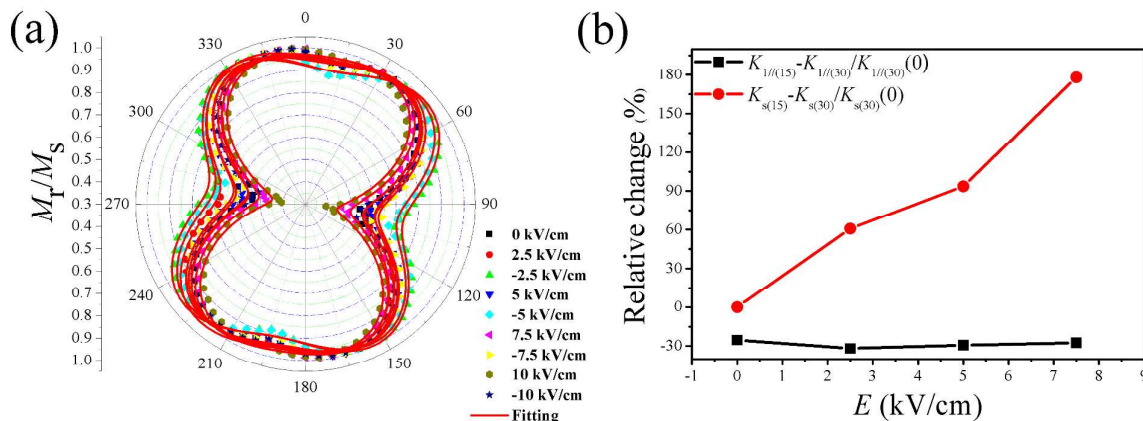 (a)
0
30
60
90
120
150
180
210
240
270
300
330
1.0
0.9
0.8
0.7
0.6
0.5
0.4
0.3
0.4
0.5
0.6
0.7
0.8
0.9
1.0
Mr/Ms
0 kV/cm
2.5 kV/cm
-2.5 kV/cm
5 kV/cm
-5 kV/cm
7.5 kV/cm
-7.5 kV/cm
10 kV/cm
-10 kV/cm
Fitting
(b)
K1//(15)-K1//(30)/K1//(30)(0)
Ks(15)-Ks(30)/Ks(30)(0)
Relative change (%)
180
150
120
90
60
30
0
-30
-1 0 1 2 3 4 5 6 7 8 9
E (kV/cm)